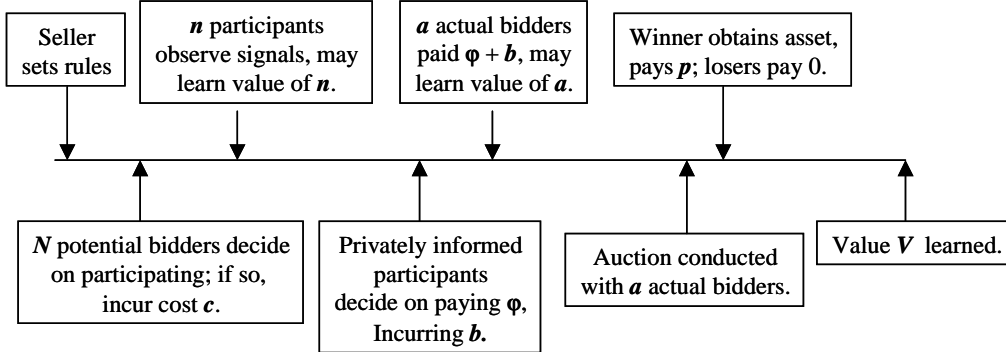 Seller
sets rules
n participants
observe signals, may
learn value of n.
a actual bidders
paid φ + b, may
learn value of a.
Winner obtains asset,
pays p; losers pay 0.
N potential bidders decide
on participating; if so,
incur cost c.
Privately informed
participants
decide on paying φ,
Incurring b.
Auction conducted
with a actual bidders.
Value V learned.